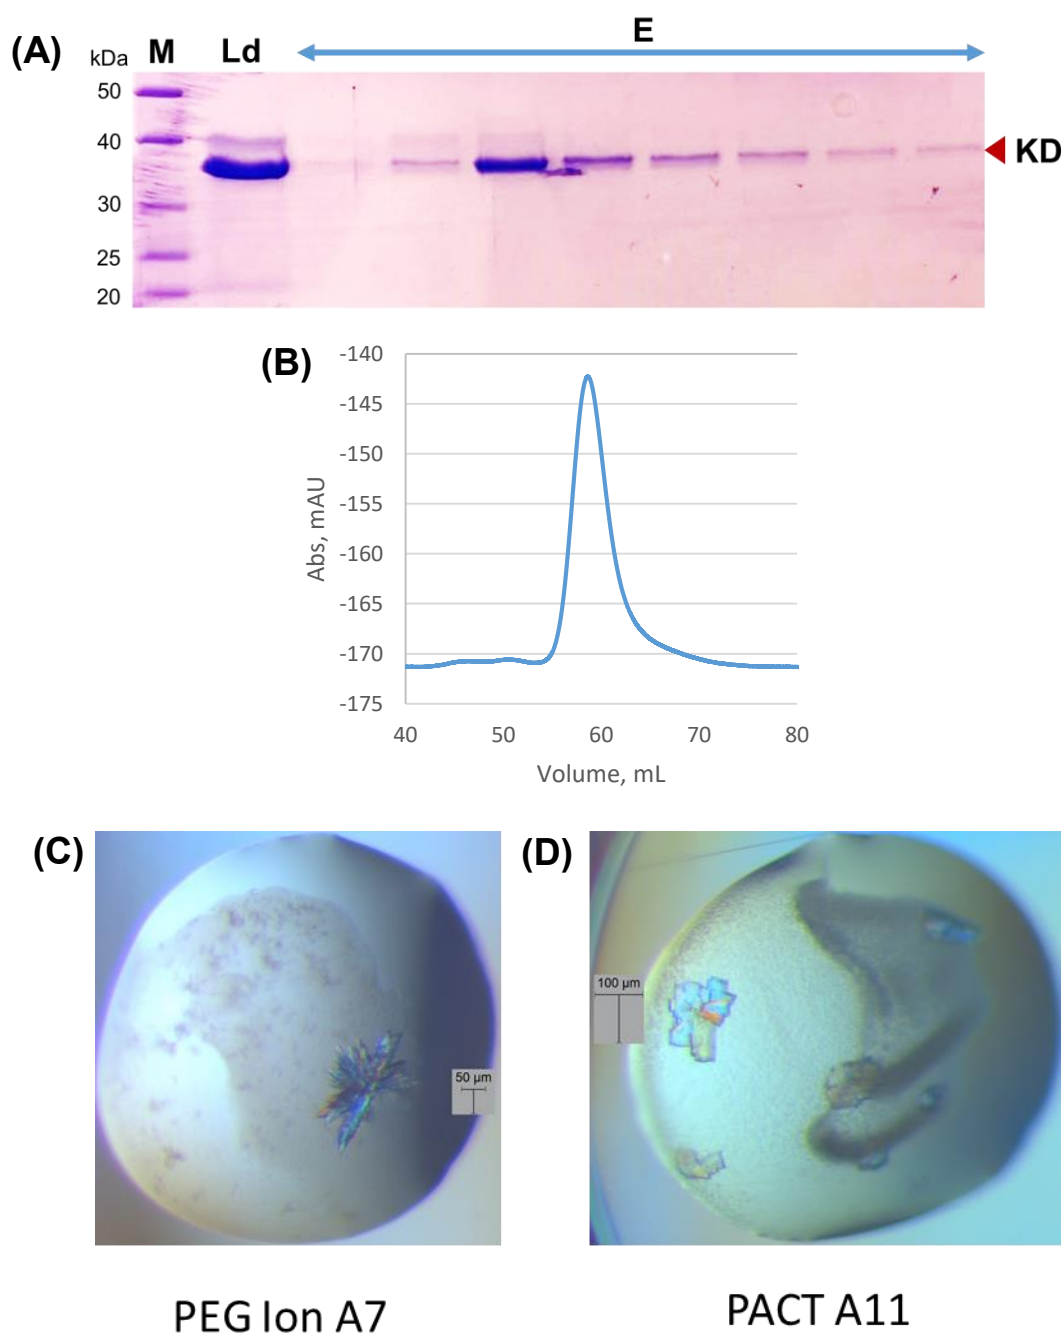 (A)
kDa M Ld E
50
40
30
25
20
KD
(B)
-140
-145
-150
-155
-160
-165
-170
-175
Abs, mAU
40 50 60 70 80
Volume, mL
(C)
50 µm
(D)
100 µm
PEG Ion A7
PACT A11